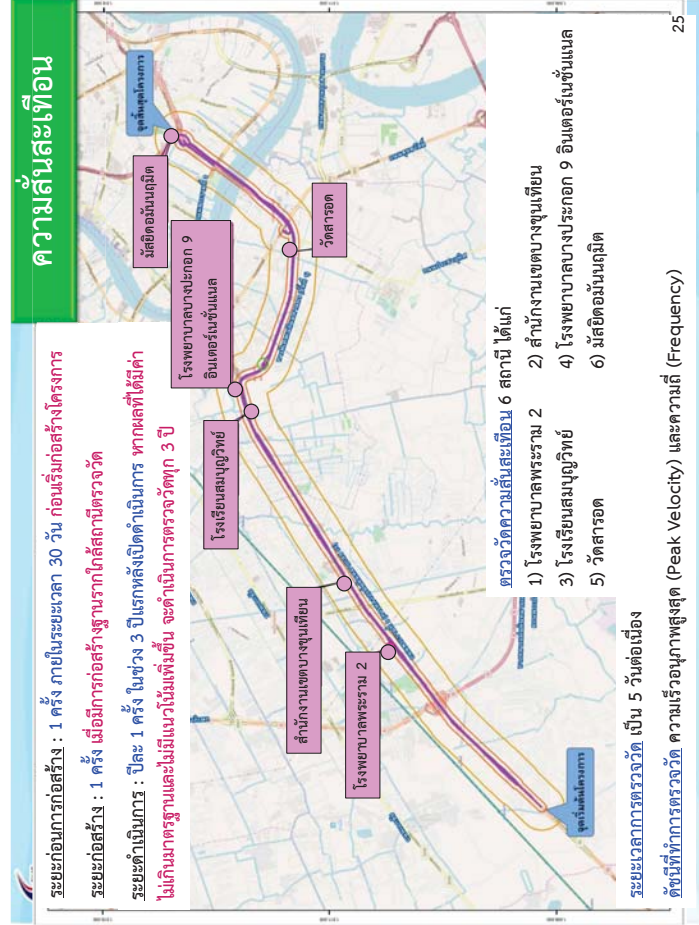 ความสั่นสะเทือน
ระยะก่อนการก่อสร้าง : 1 ครั้ง ภายในระยะเวลา 30 วัน ก่อนเริ่มก่อสร้างโครงการ
ระยะก่อสร้าง : 1 ครั้ง เมื่อมีการก่อสร้างฐานรากใกล้สถานีตรวจวัด
ระยะดำเนินการ : ปีละ 1 ครั้ง ในช่วง 3 ปีแรกหลังเปิดดำเนินการ หากผลที่ได้มีค่า
ไม่เกินมาตรฐานและไม่มีแนวโน้มเพิ่มขึ้น จะดำเนินการตรวจวัดทุก 3 ปี
จุดสิ้นสุดโครงการ
มัสยิดอมันนฤมิต
โรงพยาบาลบางปะกอก 9
อินเตอร์เนชั่นแนล
วัดสารอด
โรงเรียนสมบุญวิทย์
สำนักงานเขตบางขุนเทียน
โรงพยาบาลพระราม 2
จุดเริ่มต้นโครงการ
ตรวจวัดความสั่นสะเทือน 6 สถานี ได้แก่
1) โรงพยาบาลพระราม 2 2) สำนักงานเขตบางขุนเทียน
3) โรงเรียนสมบุญวิทย์ 4) โรงพยาบาลบางประกอก 9 อินเตอร์เนชั่นแนล
5) วัดสารอด 6) มัสยิดอมันนฤมิต
ระยะเวลาการตรวจวัด เป็น 5 วันต่อเนื่อง
ดัชนีที่ทำการตรวจวัด ความเร็วอนุภาพสูงสุด (Peak Velocity) และความถี่ (Frequency)
25